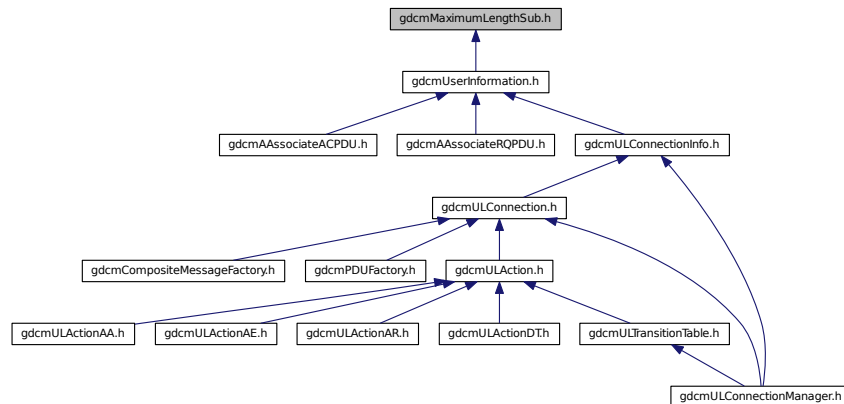 gdcmMaximumLengthSub.h
gdcmUserInformation.h
gdcmAAssociateACPDU.h
gdcmAAssociateRQPDU.h
gdcmULConnectionInfo.h
gdcmULConnection.h
gdcmCompositeMessageFactory.h
gdcmPDUFactory.h
gdcmULAction.h
gdcmULActionAA.h
gdcmULActionAE.h
gdcmULActionAR.h
gdcmULActionDT.h
gdcmULTransitionTable.h
gdcmULConnectionManager.h